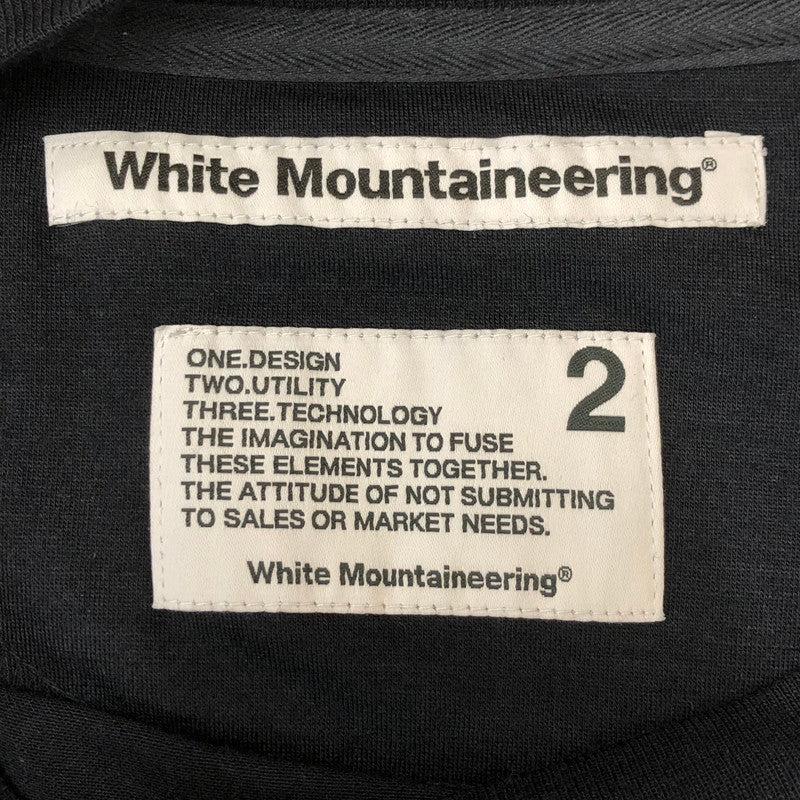 White Mountaineering®
ONE.DESIGN
TWO.UTILITY
THREE.TECHNOLOGY
THE IMAGINATION TO FUSE
THESE ELEMENTS TOGETHER.
THE ATTITUDE OF NOT SUBMITTING
TO SALES OR MARKET NEEDS.
2
White Mountaineering®